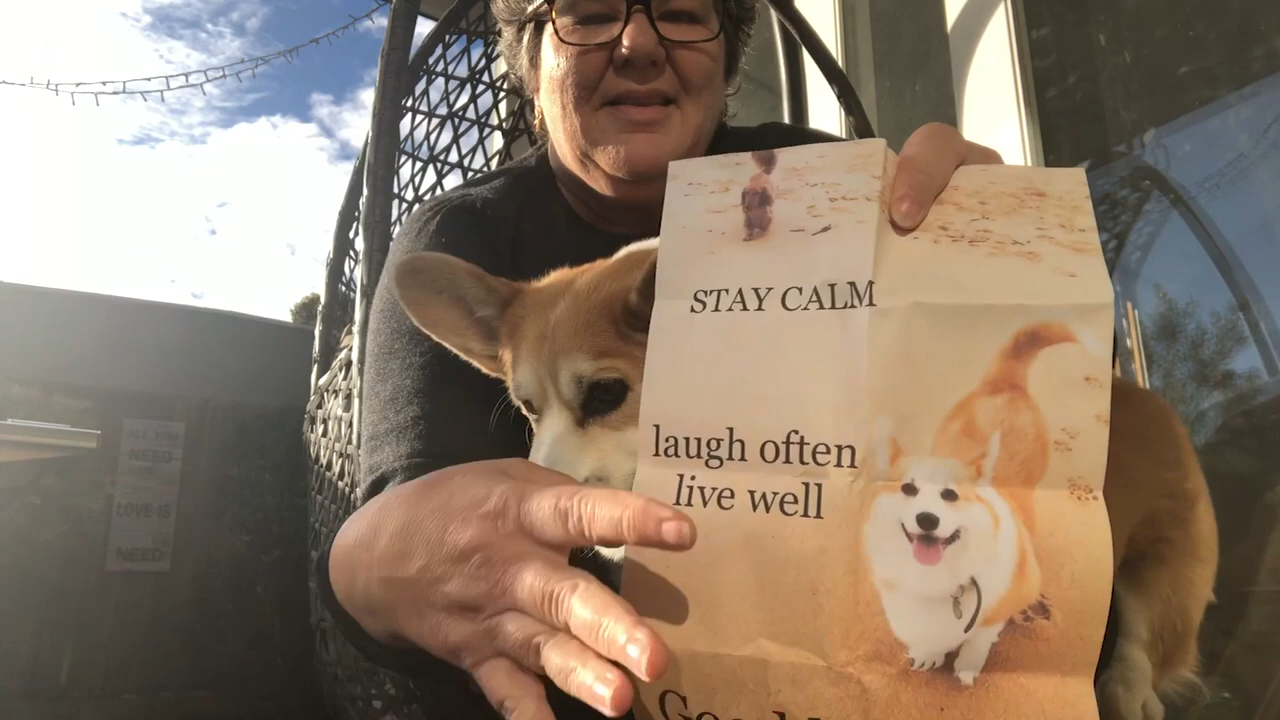 STAY CALM
laugh often
live well
ALL YOU
NEED
LOVE IS
NEED